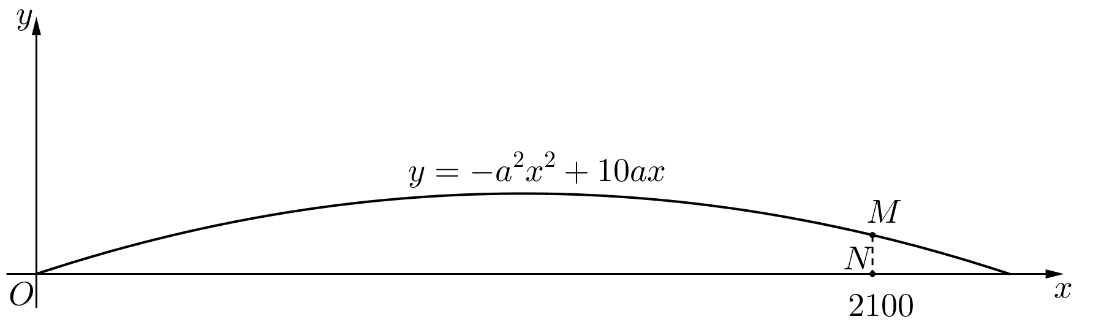 y
y = −a²x² + 10ax
M
N
O
2100
x